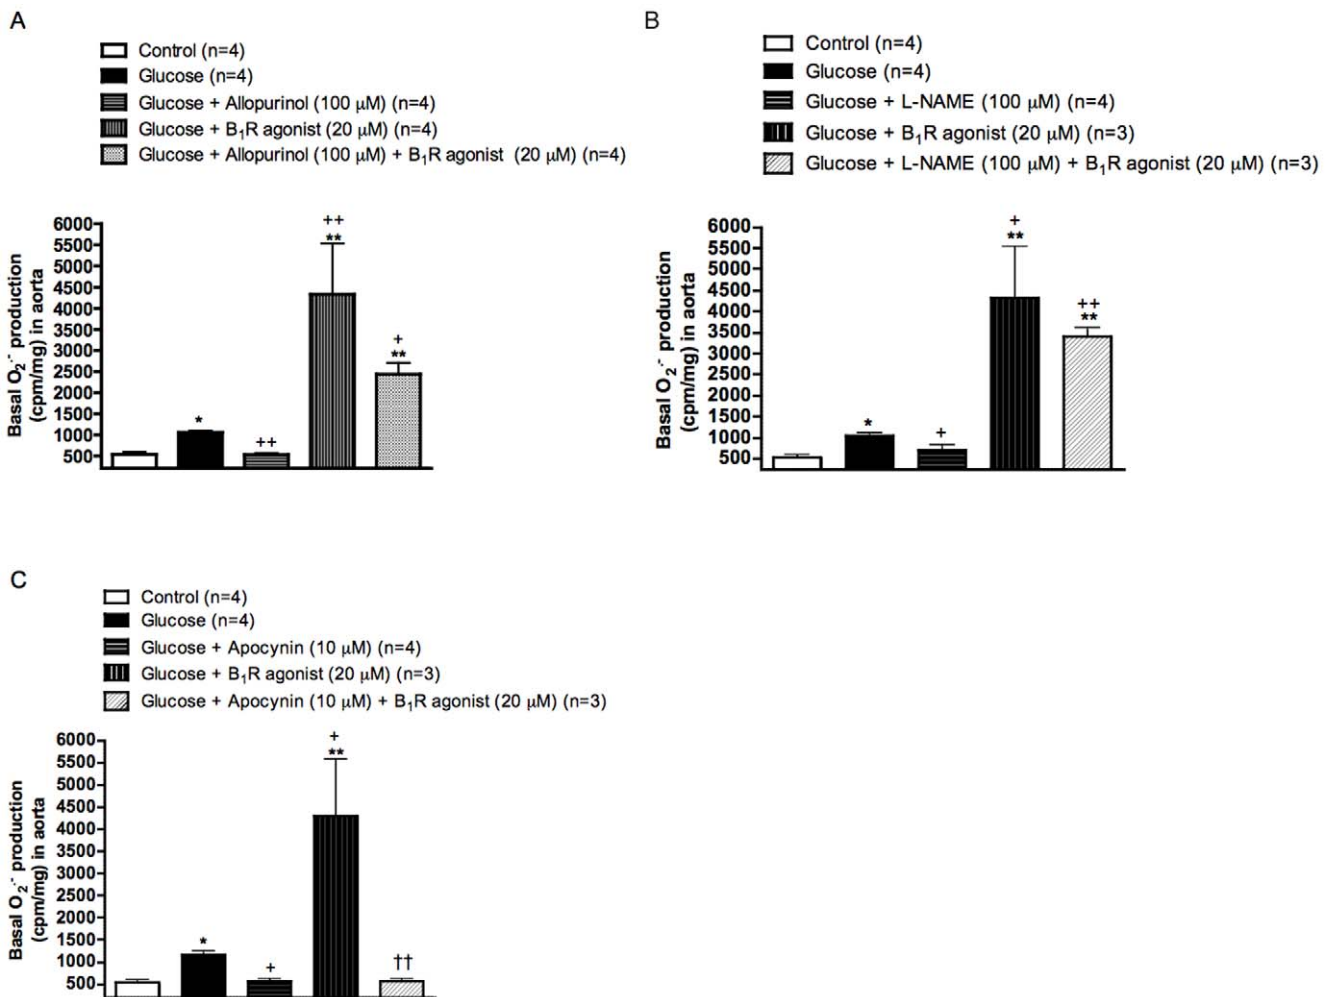 A
Control (n=4)
Glucose (n=4)
Glucose + Allopurinol (100 μM) (n=4)
Glucose + B₁R agonist (20 μM) (n=4)
Glucose + Allopurinol (100 μM) + B₁R agonist (20 μM) (n=4)
Basal O₂·⁻ production
(cpm/mg) in aorta
6000
5500
5000
4500
4000
3500
3000
2500
2000
1500
1000
500
*
++
++
**
+
**
B
Control (n=4)
Glucose (n=4)
Glucose + L-NAME (100 μM) (n=4)
Glucose + B₁R agonist (20 μM) (n=3)
Glucose + L-NAME (100 μM) + B₁R agonist (20 μM) (n=3)
Basal O₂·⁻ production
(cpm/mg) in aorta
6000
5500
5000
4500
4000
3500
3000
2500
2000
1500
1000
500
*
+
+
**
++
**
C
Control (n=4)
Glucose (n=4)
Glucose + Apocynin (10 μM) (n=4)
Glucose + B₁R agonist (20 μM) (n=3)
Glucose + Apocynin (10 μM) + B₁R agonist (20 μM) (n=3)
Basal O₂·⁻ production
(cpm/mg) in aorta
6000
5500
5000
4500
4000
3500
3000
2500
2000
1500
1000
500
*
+
+
**
††